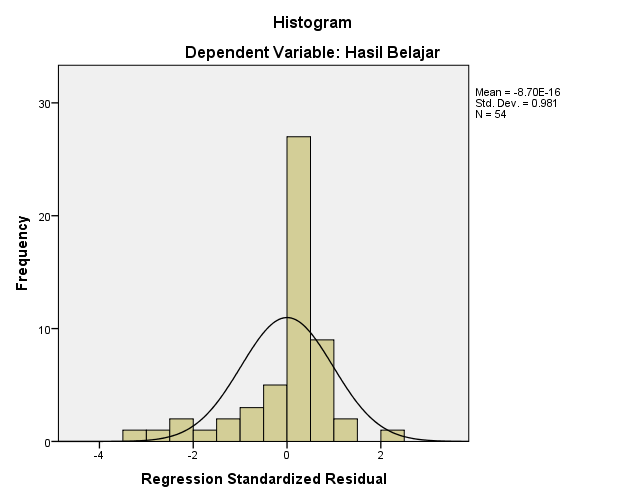 Histogram
Dependent Variable: Hasil Belajar
Mean = -8.70E-16
Std. Dev. = 0.981
N = 54
30
20
10
0
Frequency
-4
-2
0
2
Regression Standardized Residual